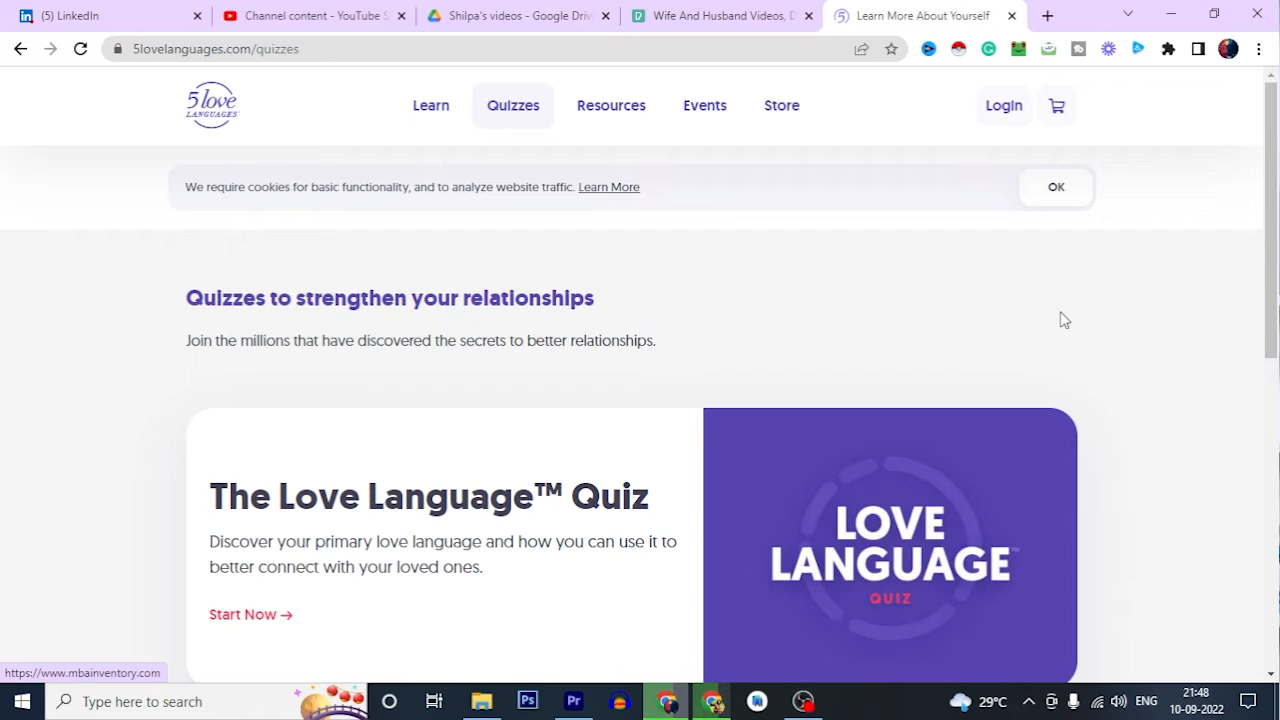 (5) LinkedIn
Channel content - YouTube S
Shilpa's videos - Google Driv
Wife And Husband Videos, D
Learn More About Yourself
5lovelanguages.com/quizzes
5 love
LANGUAGES
Learn
Quizzes
Resources
Events
Store
Login
We require cookies for basic functionality, and to analyze website traffic. Learn More
OK
Quizzes to strengthen your relationships
Join the millions that have discovered the secrets to better relationships.
The Love Language™ Quiz
Discover your primary love language and how you can use it to
better connect with your loved ones.
Start Now →
LOVE
LANGUAGE™
QUIZ
https://www.mbainventory.com
Type here to search
Ps
Pr
29°C
ENG
21:48
10-09-2022